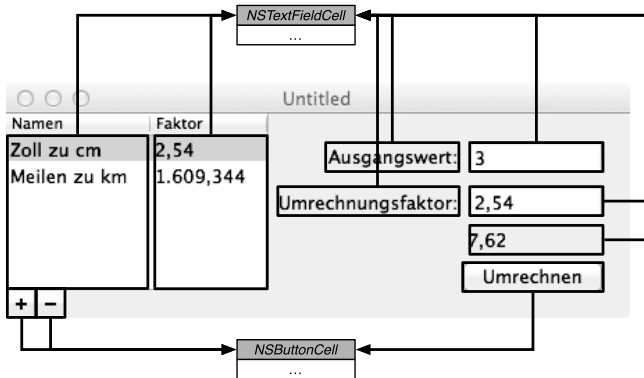 NSTextFieldCell
...
Untitled
Namen Faktor
Zoll zu cm 2,54
Meilen zu km 1.609,344
Ausgangswert: 3
Umrechnungsfaktor: 2,54
7,62
Umrechnen
+ −
NSButtonCell
...